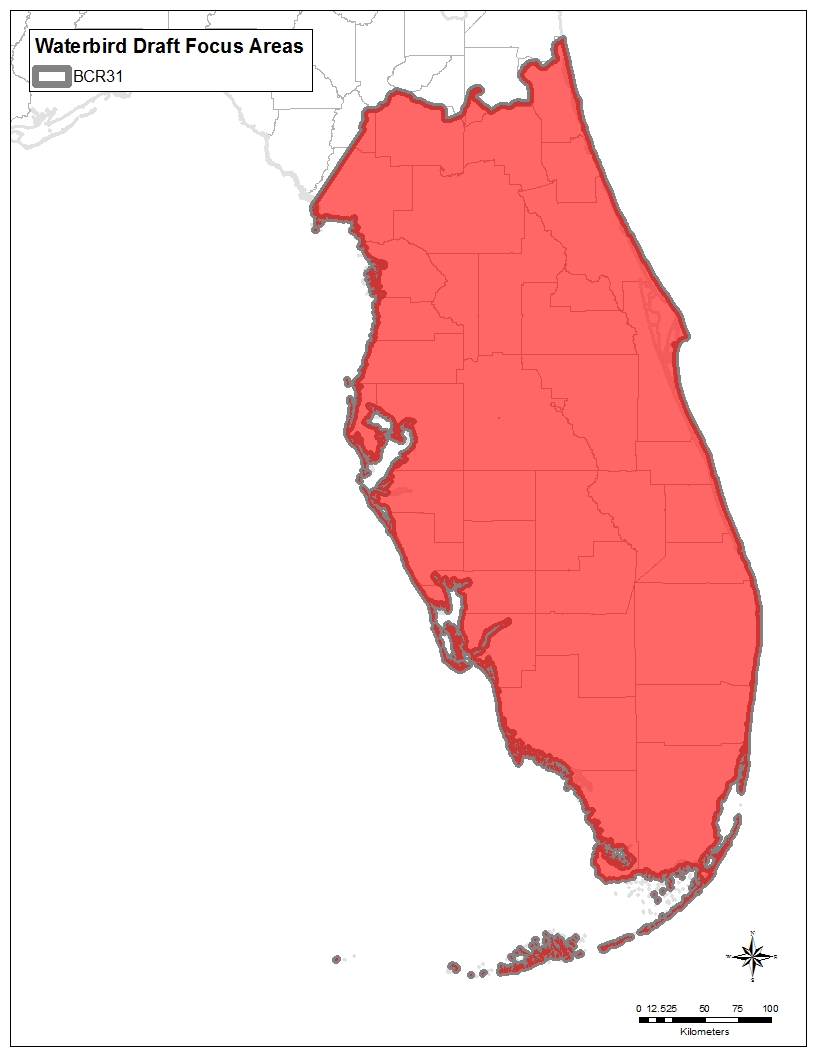 Waterbird Draft Focus Areas
BCR31
N
W E
S
0 12.525 50 75 100
Kilometers